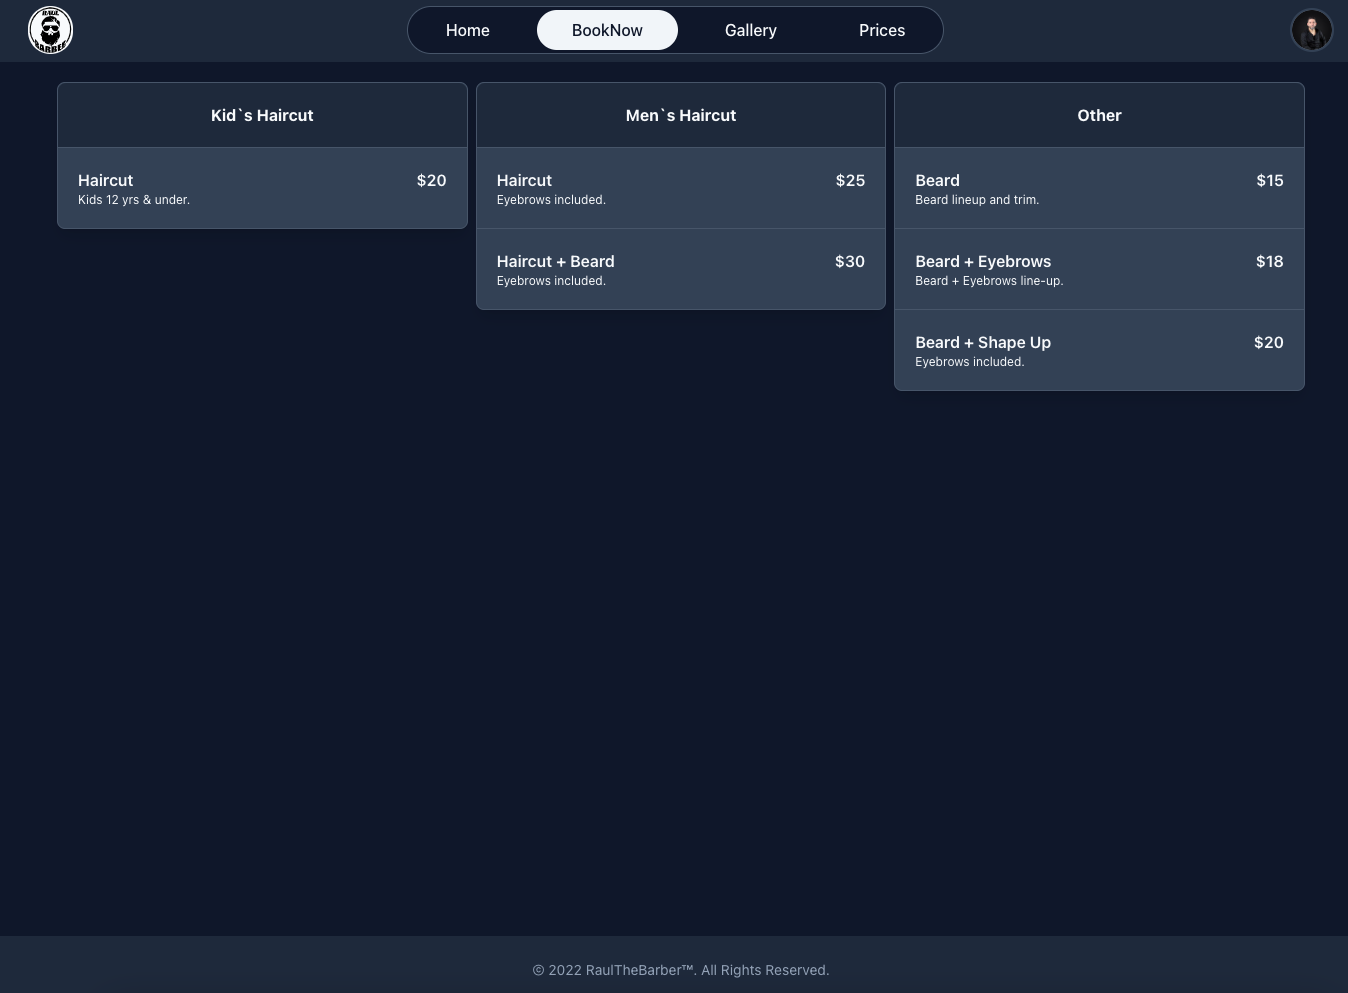 RAUL
BARBER
Home
BookNow
Gallery
Prices
Kid`s Haircut
Haircut
$20
Kids 12 yrs & under.
Men`s Haircut
Haircut
$25
Eyebrows included.
Haircut + Beard
$30
Eyebrows included.
Other
Beard
$15
Beard lineup and trim.
Beard + Eyebrows
$18
Beard + Eyebrows line-up.
Beard + Shape Up
$20
Eyebrows included.
© 2022 RaulTheBarber™. All Rights Reserved.